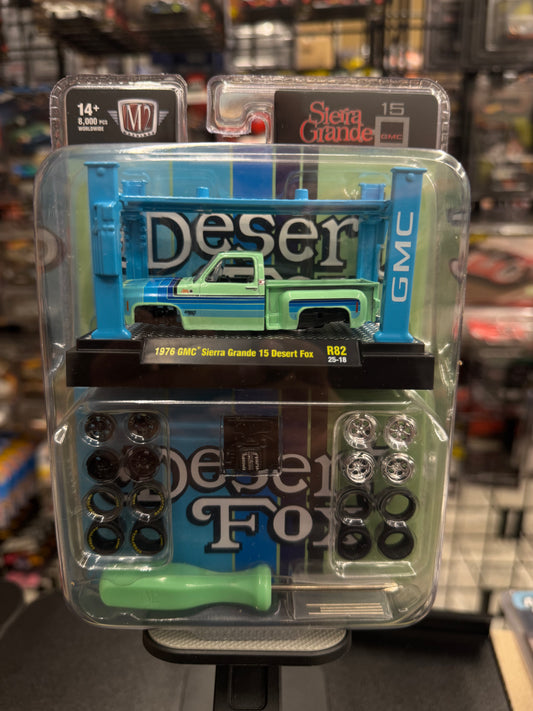 14+
8,000 PCS
WORLDWIDE
M2
Sierra
Grande
15
GMC
Deser
GMC
1976 GMC® Sierra Grande 15 Desert Fox
R82
25-18
Desert
Fox